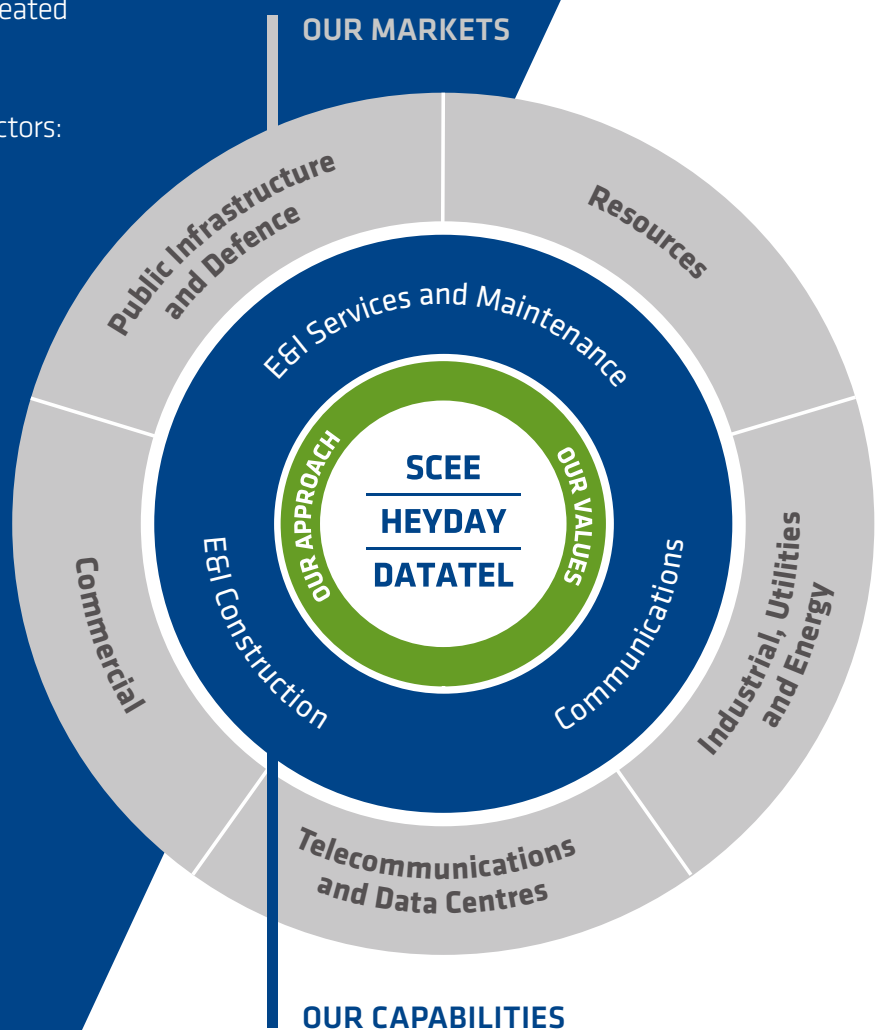 eated
OUR MARKETS
ctors:
Public Infrastructure
and Defence
Resources
E&I Services and Maintenance
OUR APPROACH
OUR VALUES
SCEE
HEYDAY
DATATEL
Commercial
E&I Construction
Communications
Industrial, Utilities
and Energy
Telecommunications
and Data Centres
OUR CAPABILITIES